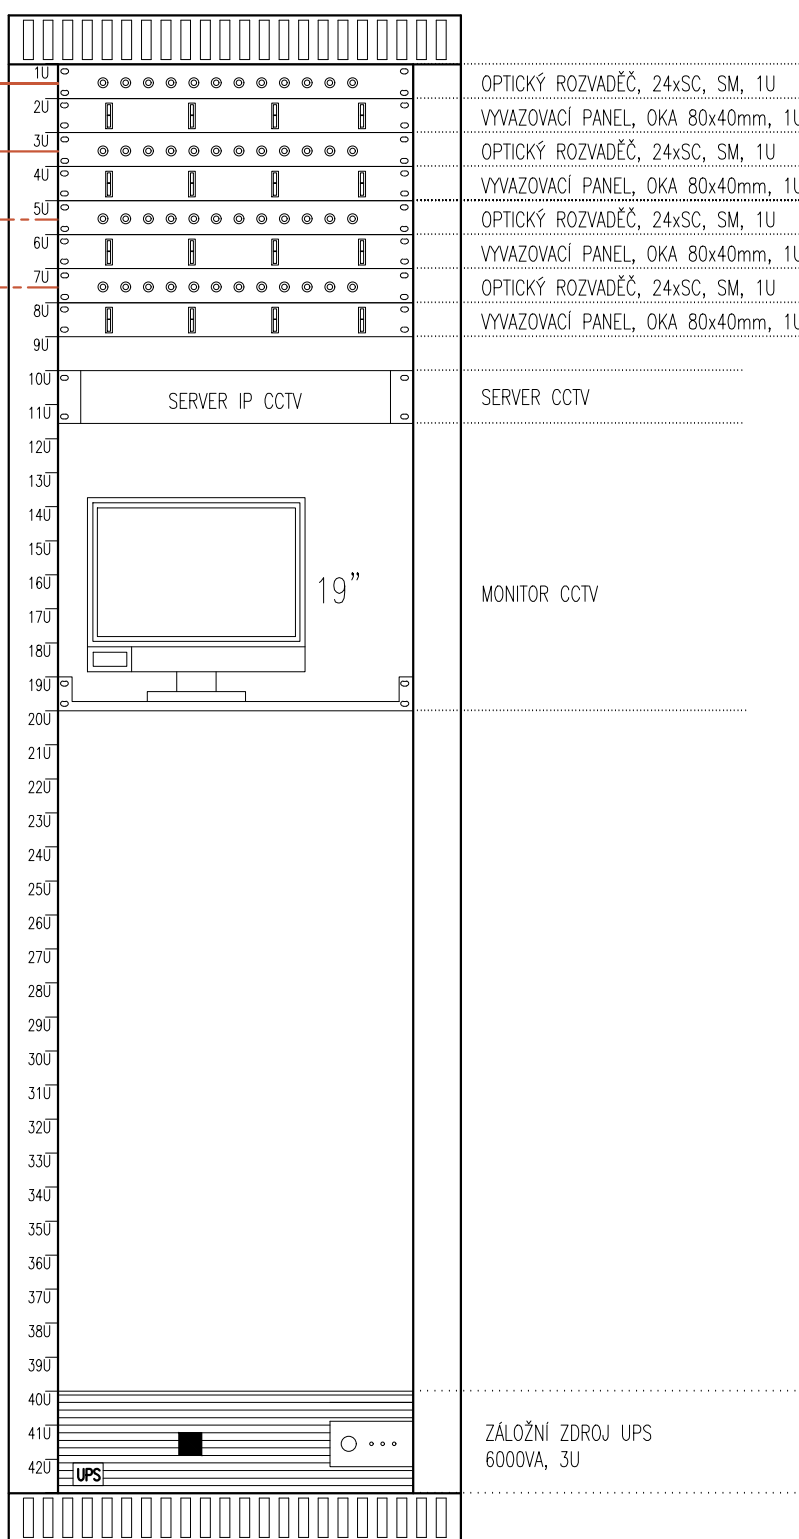 1U
OPTICKÝ ROZVADĚČ, 24xSC, SM, 1U
2U
VYVAZOVACÍ PANEL, OKA 80x40mm, 1U
3U
OPTICKÝ ROZVADĚČ, 24xSC, SM, 1U
4U
VYVAZOVACÍ PANEL, OKA 80x40mm, 1U
5U
OPTICKÝ ROZVADĚČ, 24xSC, SM, 1U
6U
VYVAZOVACÍ PANEL, OKA 80x40mm, 1U
7U
OPTICKÝ ROZVADĚČ, 24xSC, SM, 1U
8U
VYVAZOVACÍ PANEL, OKA 80x40mm, 1U
9U
10U
SERVER IP CCTV
SERVER CCTV
11U
12U
13U
14U
15U
16U
19"
MONITOR CCTV
17U
18U
19U
20U
21U
22U
23U
24U
25U
26U
27U
28U
29U
30U
31U
32U
33U
34U
35U
36U
37U
38U
39U
40U
41U
ZÁLOŽNÍ ZDROJ UPS
6000VA, 3U
42U
UPS